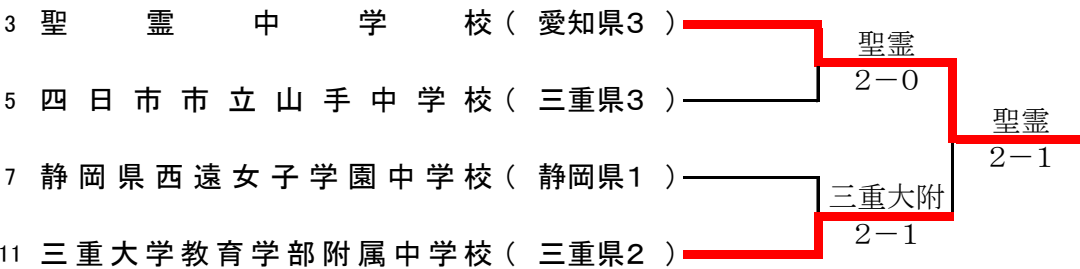 3 聖霊中学校(愛知県3)
聖霊
2-0
5 四日市市立山手中学校(三重県3)
聖霊
2-1
7 静岡県西遠女子学園中学校(静岡県1)
三重大附
2-1
11 三重大学教育学部附属中学校(三重県2)